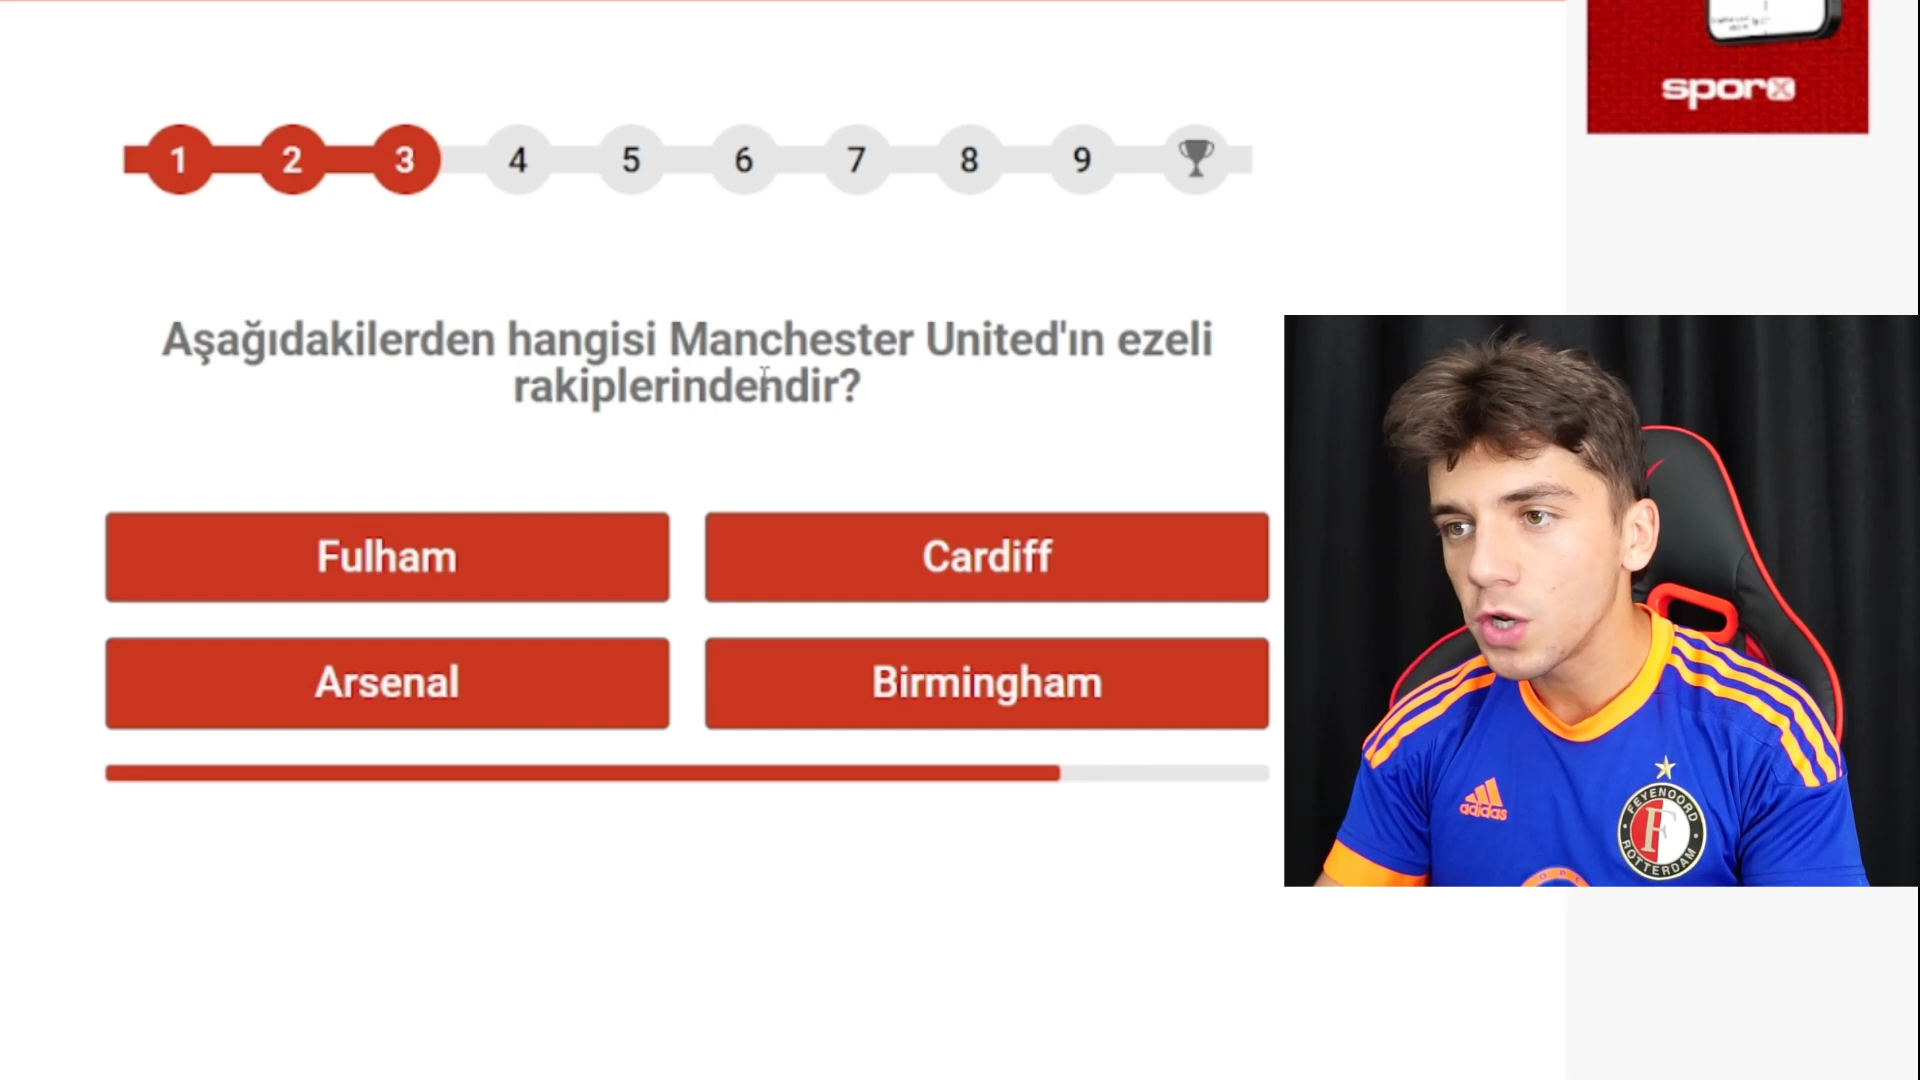 sporx
1 2 3 4 5 6 7 8 9
Aşağıdakilerden hangisi Manchester United'ın ezeli
rakiplerindendir?
Fulham
Cardiff
Arsenal
Birmingham
adidas
FEYENOORD
F
ROTTERDAM